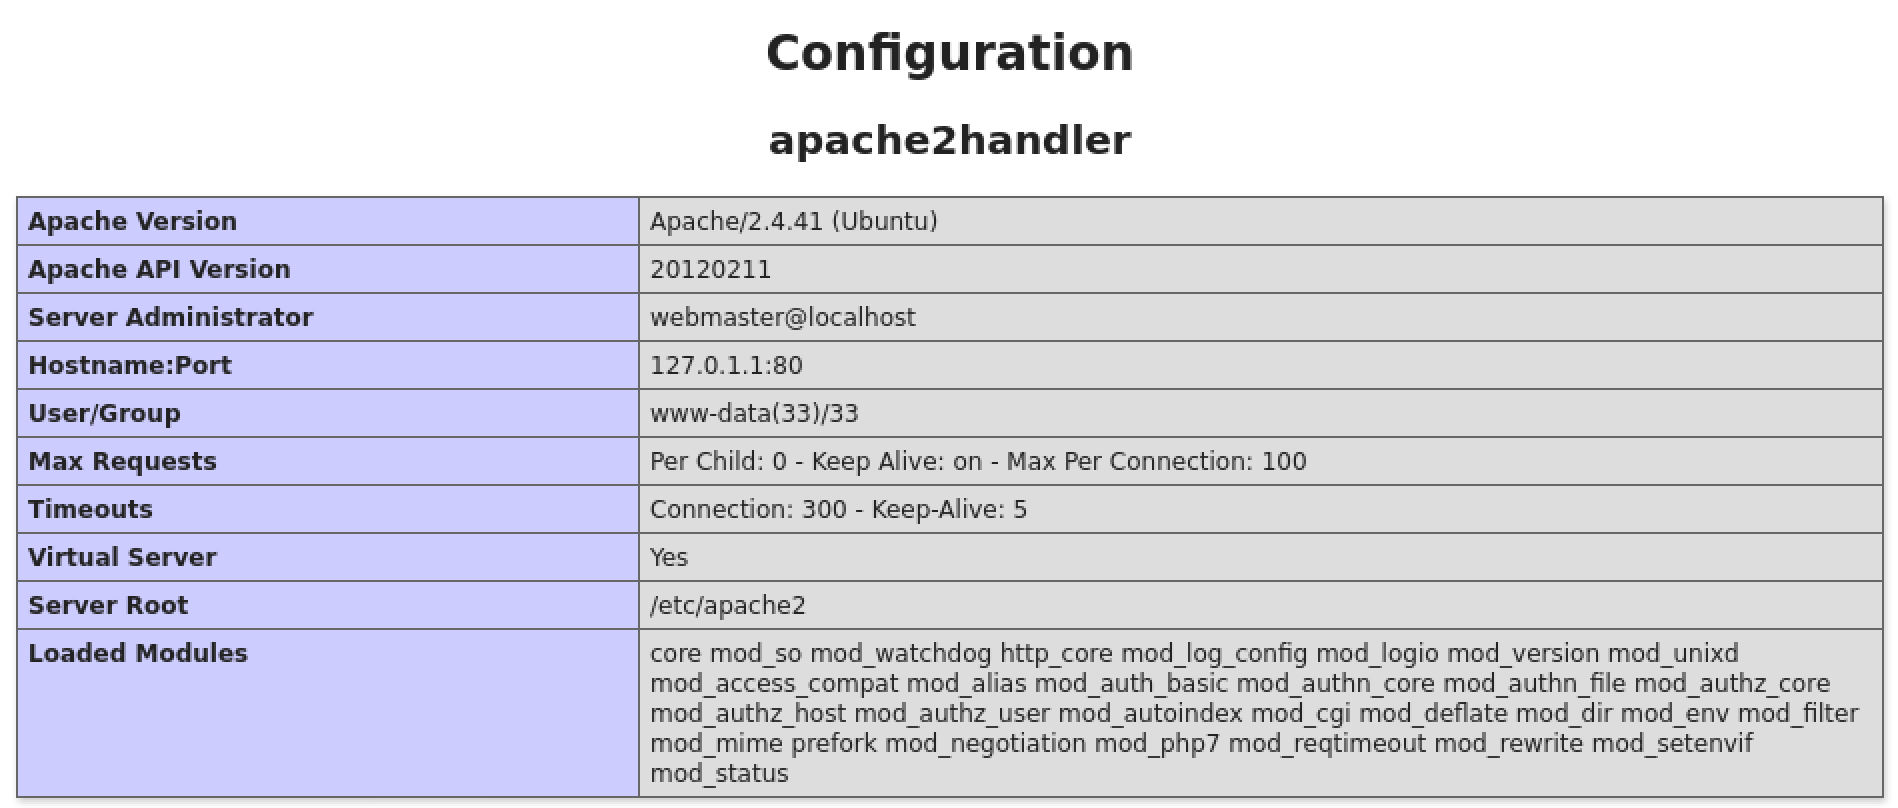 Configuration
apache2handler
Apache Version Apache/2.4.41 (Ubuntu)
Apache API Version 20120211
Server Administrator webmaster@localhost
Hostname:Port 127.0.1.1:80
User/Group www-data(33)/33
Max Requests Per Child: 0 - Keep Alive: on - Max Per Connection: 100
Timeouts Connection: 300 - Keep-Alive: 5
Virtual Server Yes
Server Root /etc/apache2
Loaded Modules core mod_so mod_watchdog http_core mod_log_config mod_logio mod_version mod_unixd
mod_access_compat mod_alias mod_auth_basic mod_authn_core mod_authn_file mod_authz_core
mod_authz_host mod_authz_user mod_autoindex mod_cgi mod_deflate mod_dir mod_env mod_filter
mod_mime prefork mod_negotiation mod_php7 mod_reqtimeout mod_rewrite mod_setenvif
mod_status